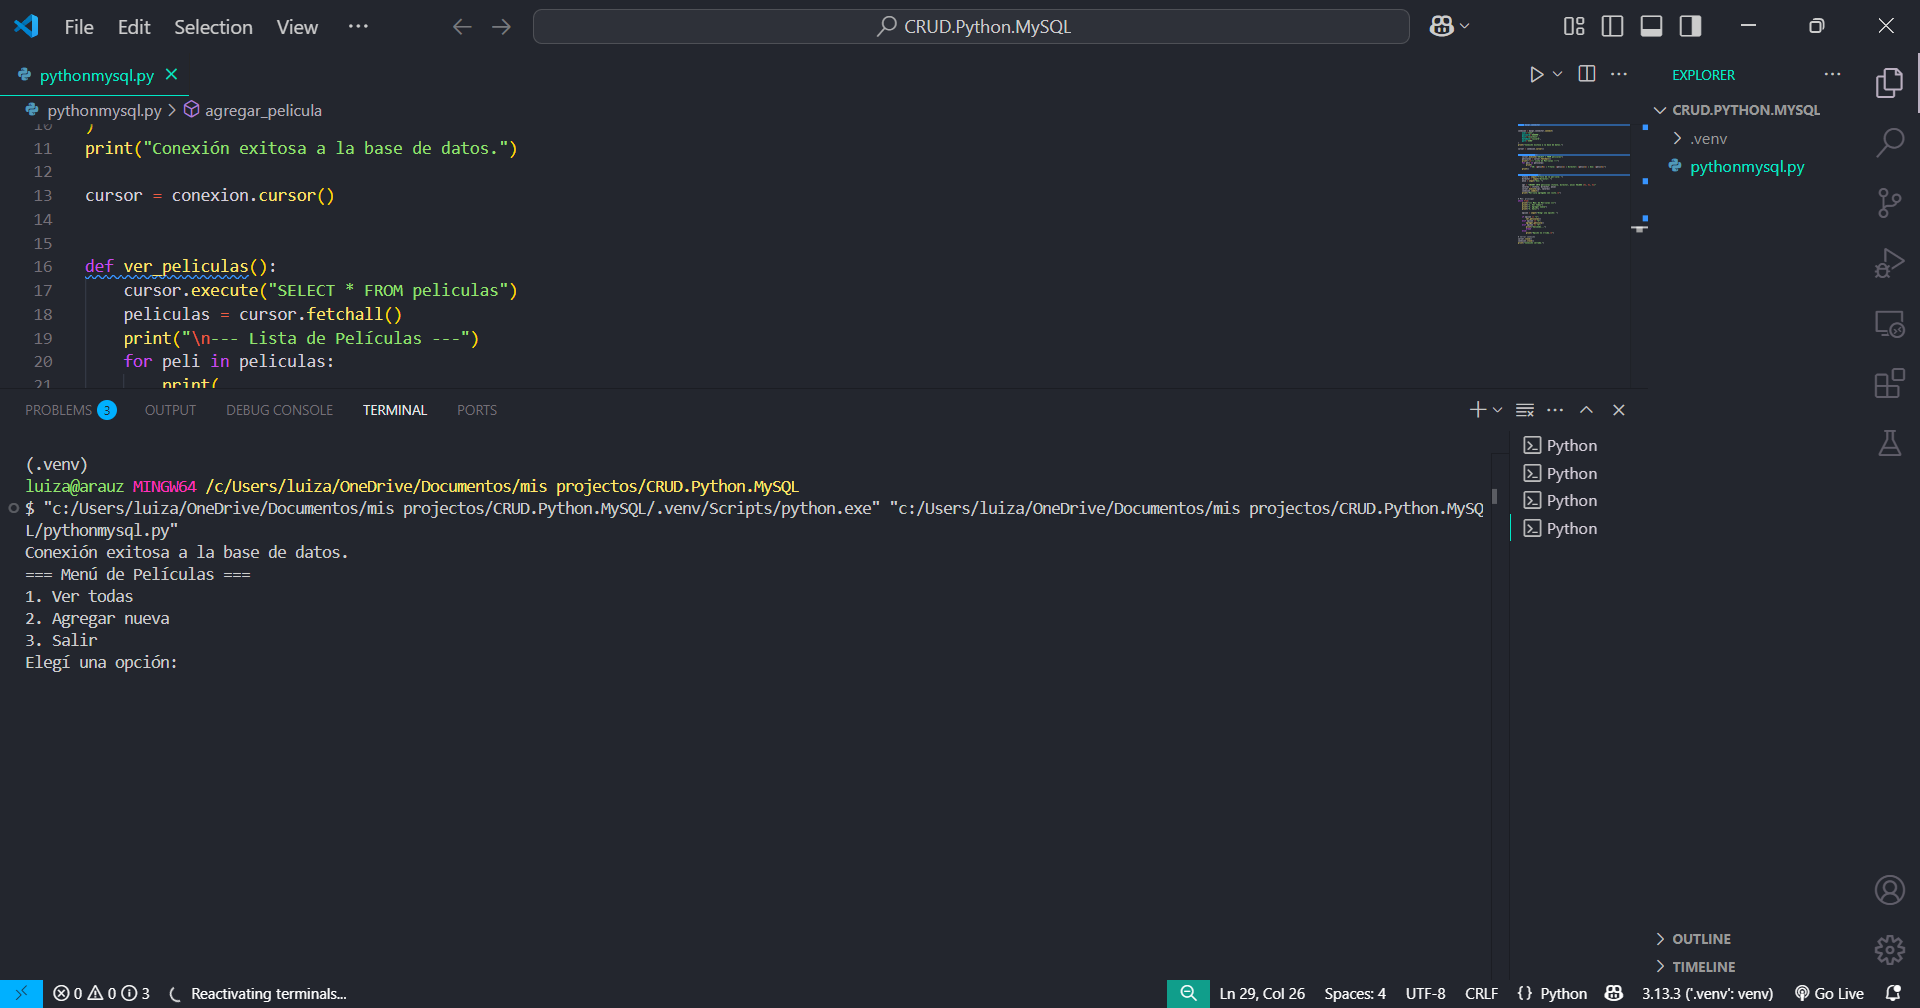 File Edit Selection View ··· CRUD.Python.MySQL
pythonmysql.py
pythonmysql.py > agregar_pelicula
10 )
11 print("Conexión exitosa a la base de datos.")
12
13 cursor = conexion.cursor()
14
15
16 def ver_peliculas():
17 cursor.execute("SELECT * FROM peliculas")
18 peliculas = cursor.fetchall()
19 print("\n--- Lista de Películas ---")
20 for peli in peliculas:
21 print(
EXPLORER
CRUD.PYTHON.MYSQL
.venv
pythonmysql.py
PROBLEMS 3 OUTPUT DEBUG CONSOLE TERMINAL PORTS
(.venv)
luiza@arauz MINGW64 /c/Users/luiza/OneDrive/Documentos/mis projectos/CRUD.Python.MySQL
$ "c:/Users/luiza/OneDrive/Documentos/mis projectos/CRUD.Python.MySQL/.venv/Scripts/python.exe" "c:/Users/luiza/OneDrive/Documentos/mis projectos/CRUD.Python.MySQ
L/pythonmysql.py"
Conexión exitosa a la base de datos.
=== Menú de Películas ===
1. Ver todas
2. Agregar nueva
3. Salir
Elegí una opción:
Python
Python
Python
Python
OUTLINE
TIMELINE
0 0 3 Reactivating terminals... Ln 29, Col 26 Spaces: 4 UTF-8 CRLF {} Python 3.13.3 ('.venv': venv) Go Live